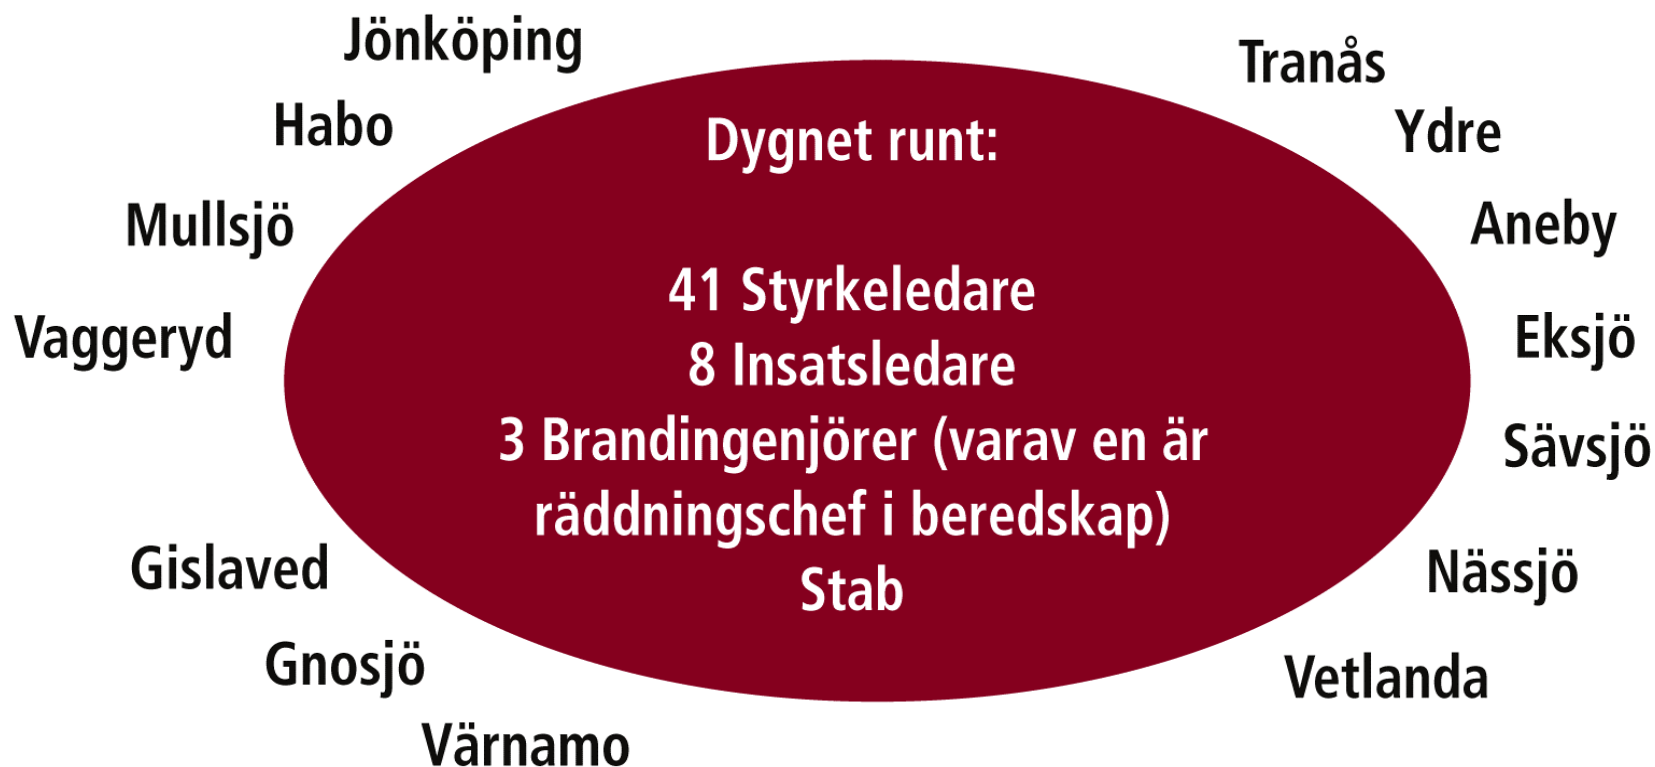 Jönköping
Habo
Mullsjö
Vaggeryd
Gislaved
Gnosjö
Värnamo
Dygnet runt:
41 Styrkeledare
8 Insatsledare
3 Brandingenjörer (varav en är
räddningschef i beredskap)
Stab
Tranås
Ydre
Aneby
Eksjö
Sävsjö
Nässjö
Vetlanda